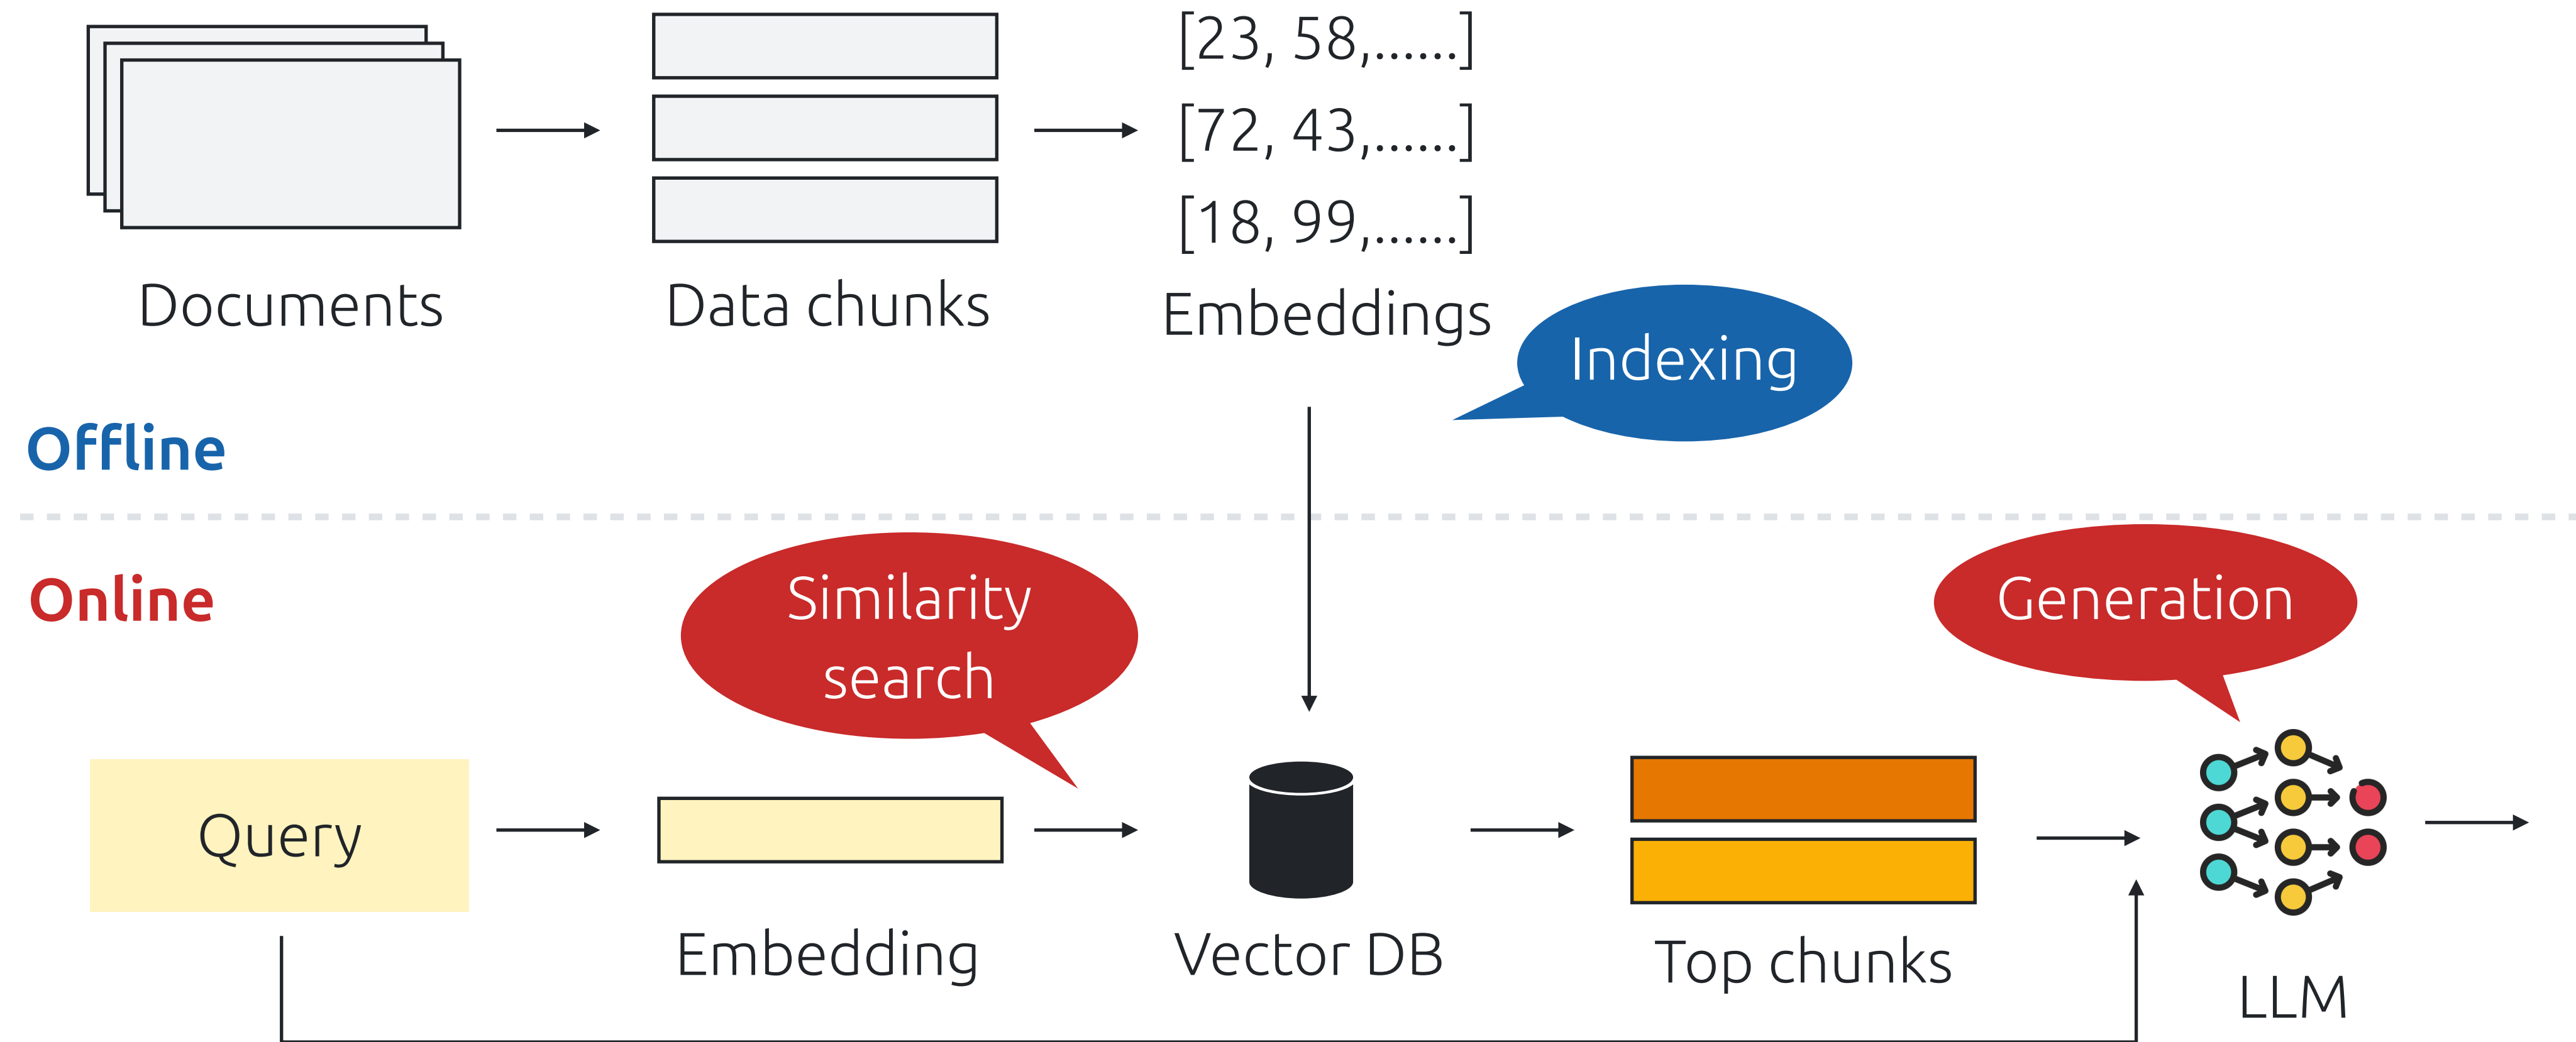 [23, 58,......]
[72, 43,......]
[18, 99,......]
Documents
Data chunks
Embeddings
Indexing
Offline
Online
Similarity
search
Generation
Query
Embedding
Vector DB
Top chunks
LLM